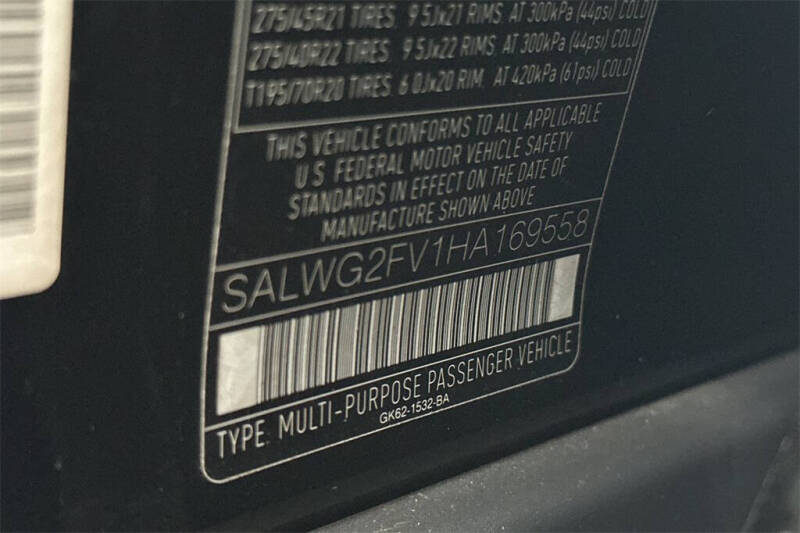 275/45R21 TIRES. 9.5Jx21 RIMS. AT 300kPa (44psi) COLD
275/40R22 TIRES. 9.5Jx22 RIMS. AT 300kPa (44psi) COLD
T195/70R20 TIRES. 6.0Jx20 RIM. AT 420kPa (61psi) COLD
THIS VEHICLE CONFORMS TO ALL APPLICABLE
U.S. FEDERAL MOTOR VEHICLE SAFETY
STANDARDS IN EFFECT ON THE DATE OF
MANUFACTURE SHOWN ABOVE
SALWG2FV1HA169558
TYPE. MULTI-PURPOSE PASSENGER VEHICLE
GK62-1532-BA